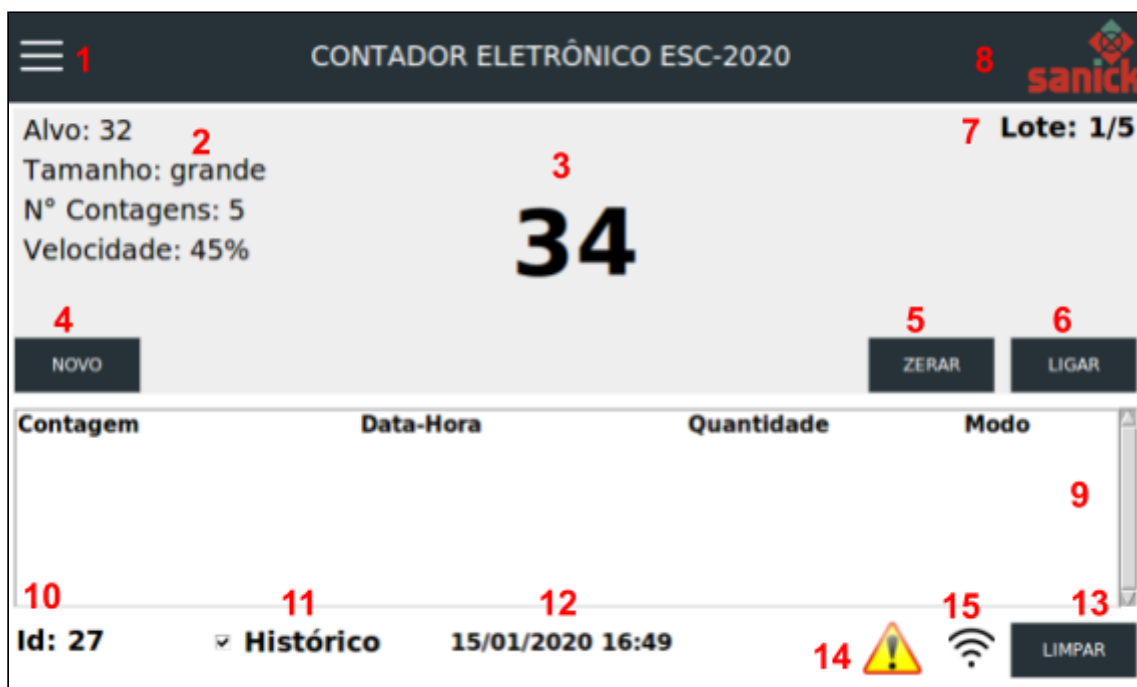 1 CONTADOR ELETRÔNICO ESC-2020 8 sanick
Alvo: 32 2 7 Lote: 1/5
Tamanho: grande 3
N° Contagens: 5 34
Velocidade: 45%
4 5 6
NOVO ZERAR LIGAR
Contagem Data-Hora Quantidade Modo
9
10 11 12 15 13
Id: 27 Histórico 15/01/2020 16:49 14 LIMPAR